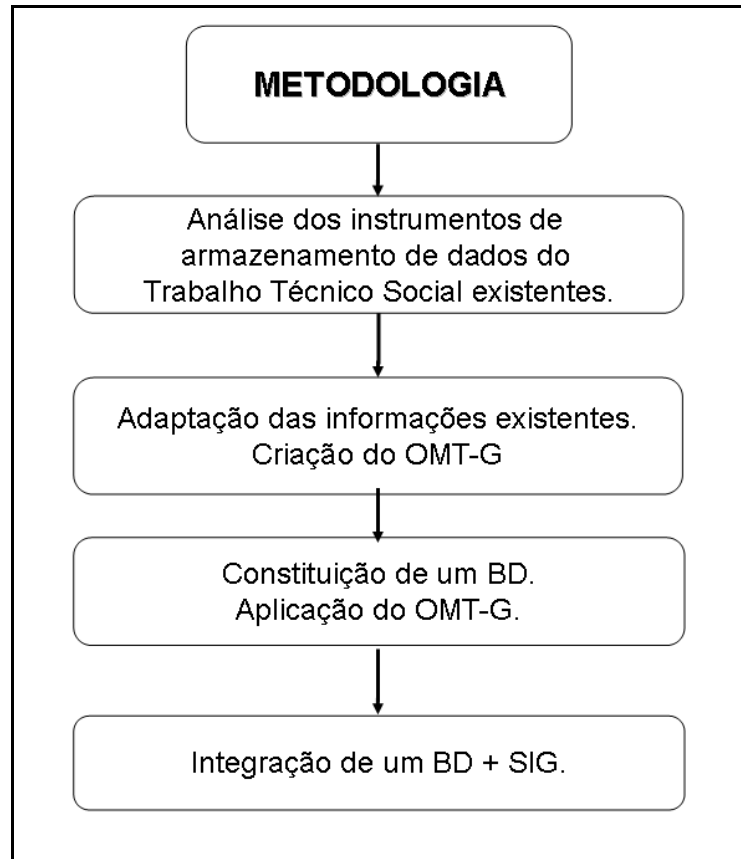 METODOLOGIA
Análise dos instrumentos de
armazenamento de dados do
Trabalho Técnico Social existentes.
Adaptação das informações existentes.
Criação do OMT-G
Constituição de um BD.
Aplicação do OMT-G.
Integração de um BD + SIG.